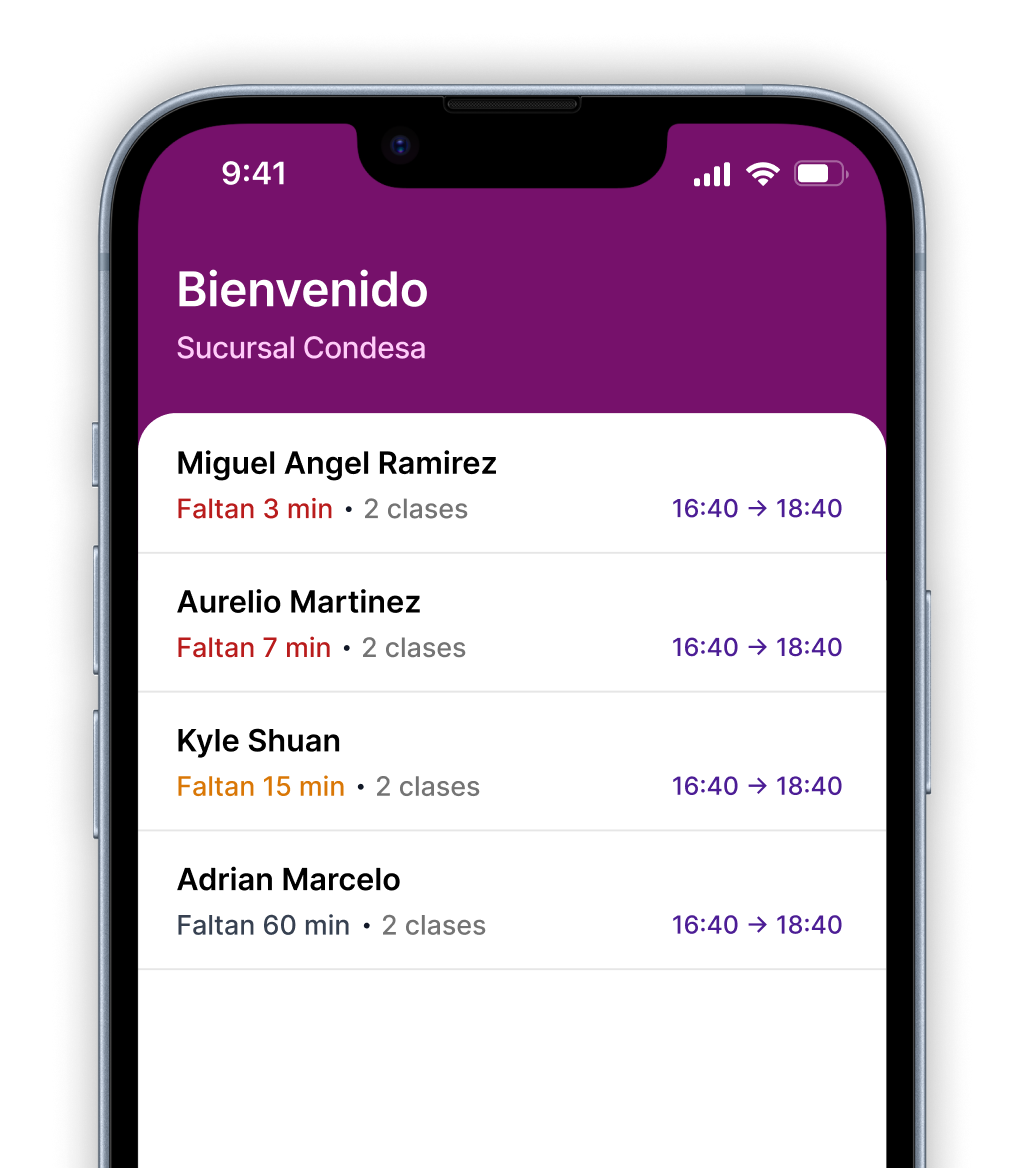 9:41
Bienvenido
Sucursal Condesa
Miguel Angel Ramirez
Faltan 3 min • 2 clases 16:40 → 18:40
Aurelio Martinez
Faltan 7 min • 2 clases 16:40 → 18:40
Kyle Shuan
Faltan 15 min • 2 clases 16:40 → 18:40
Adrian Marcelo
Faltan 60 min • 2 clases 16:40 → 18:40